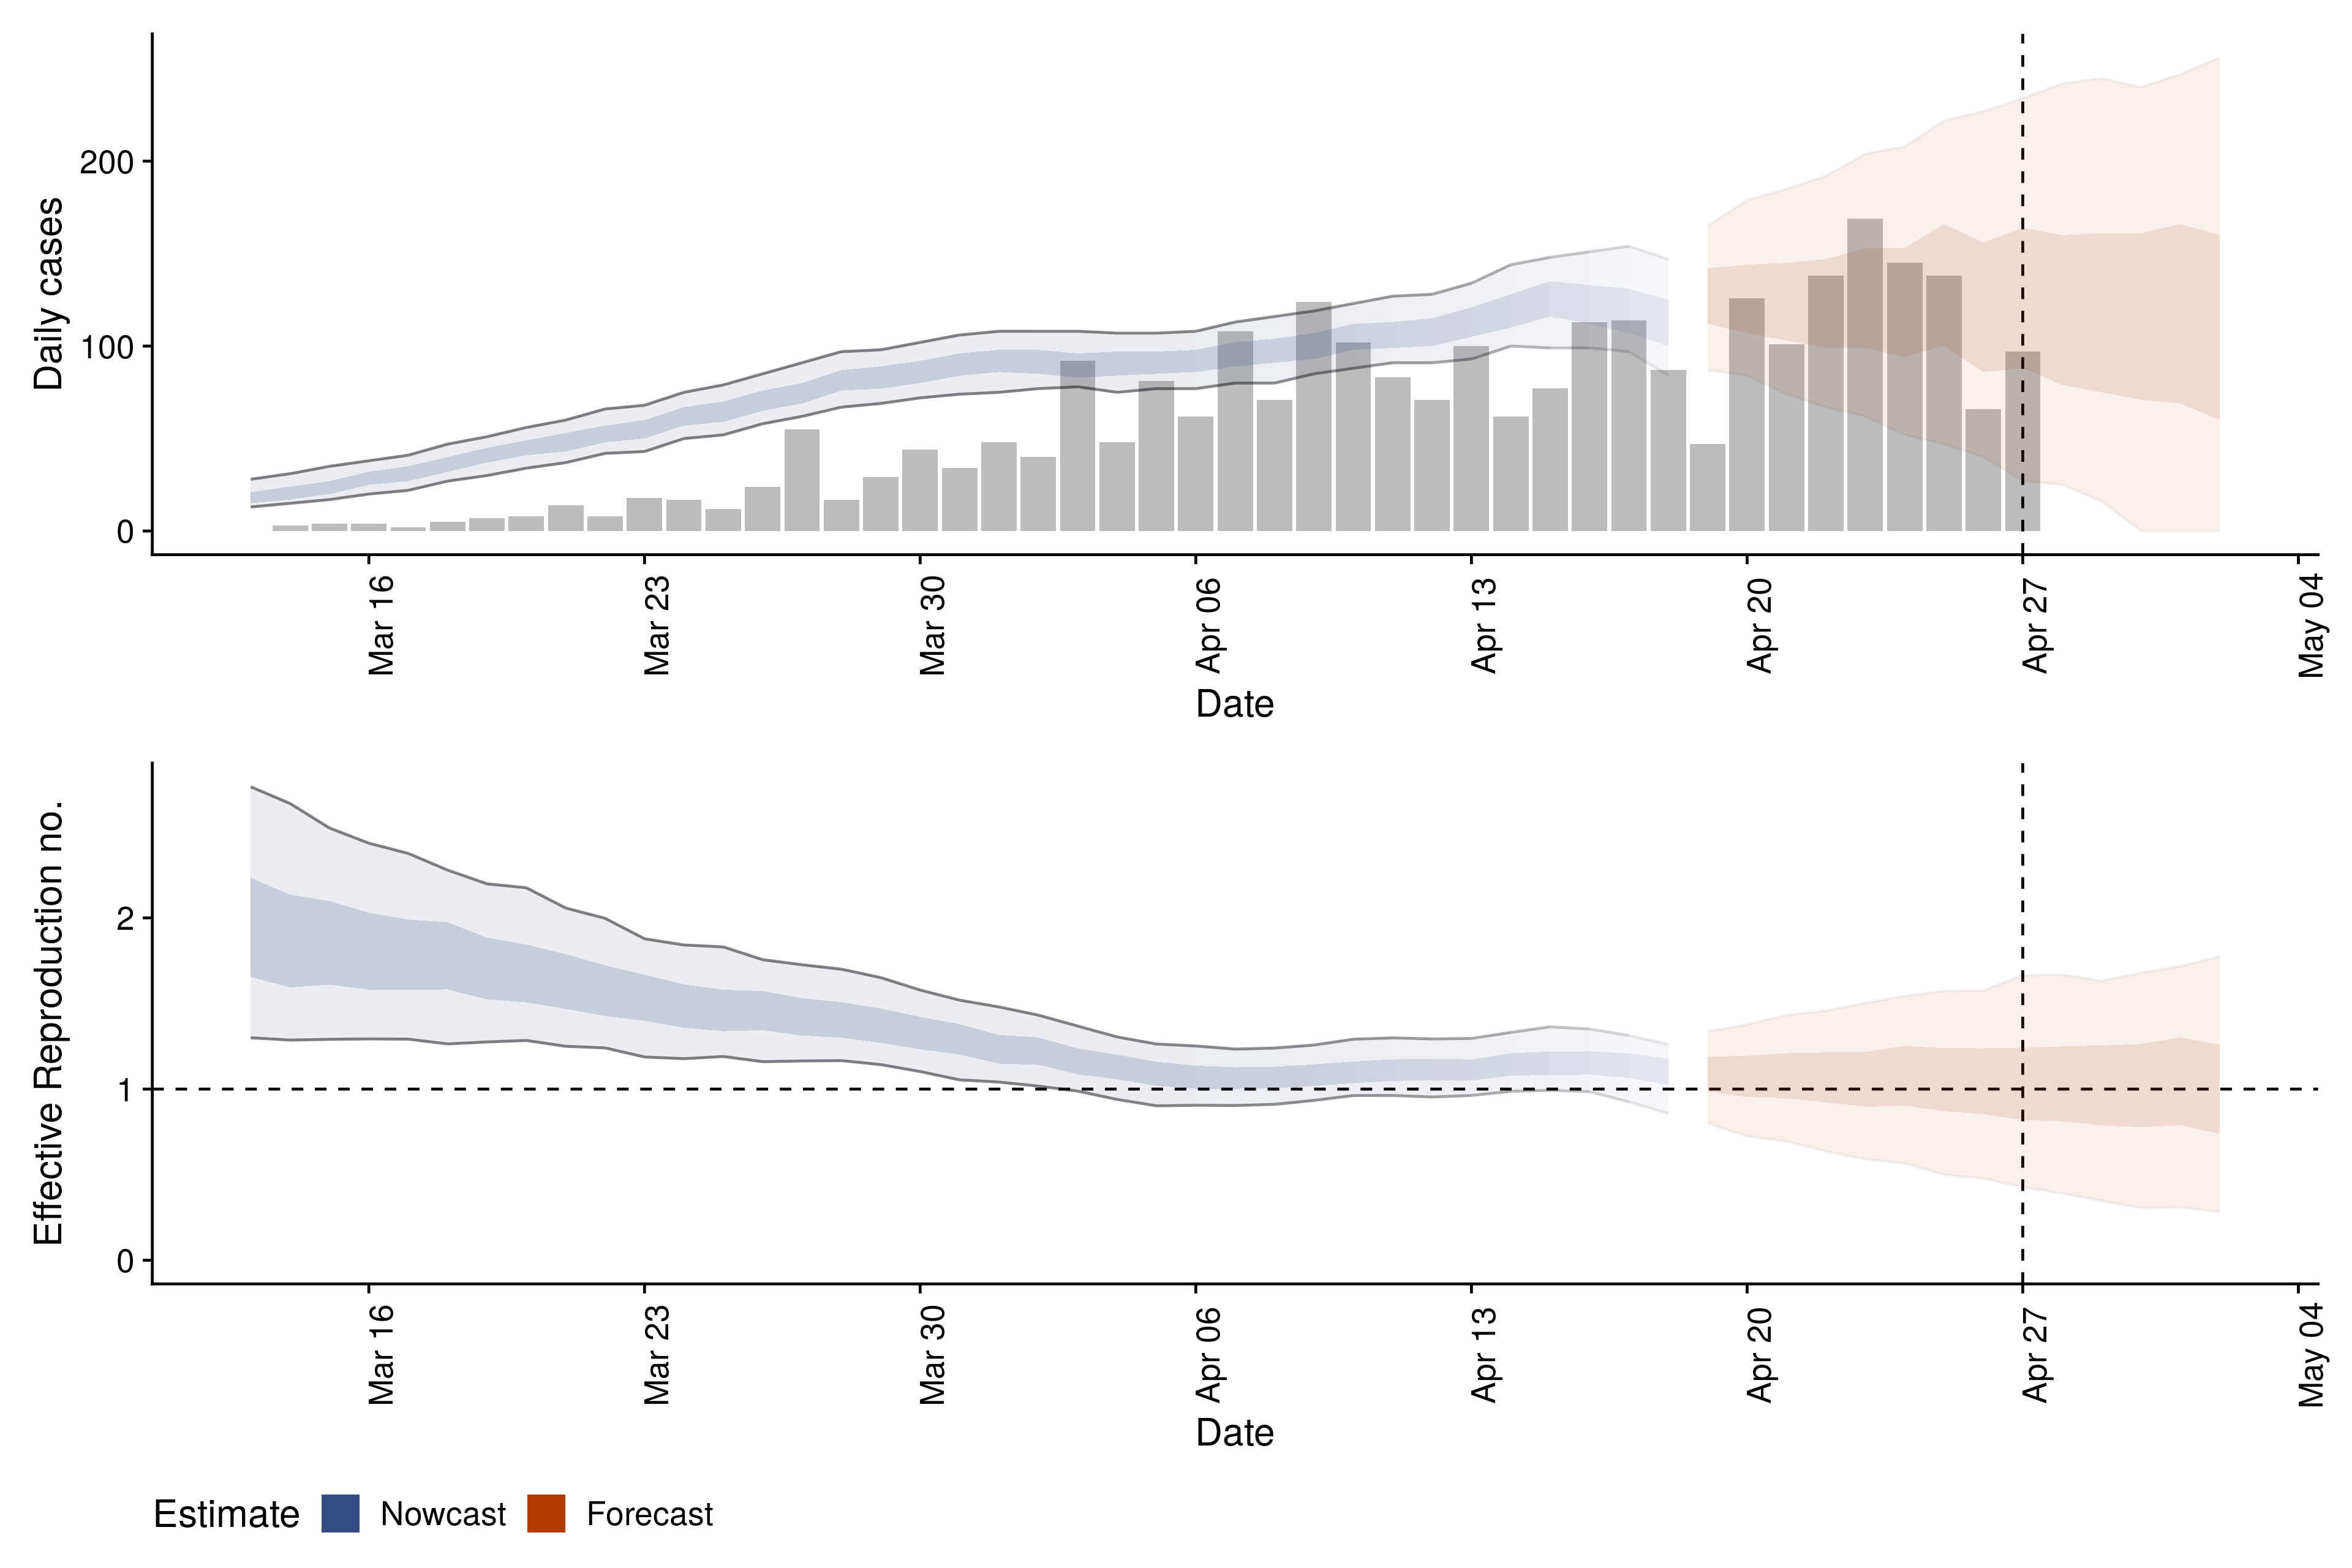 Daily cases
200
100
0
Mar 16
Mar 23
Mar 30
Apr 06
Apr 13
Apr 20
Apr 27
May 04
Date
Effective Reproduction no.
2
1
0
Mar 16
Mar 23
Mar 30
Apr 06
Apr 13
Apr 20
Apr 27
May 04
Date
Estimate Nowcast Forecast